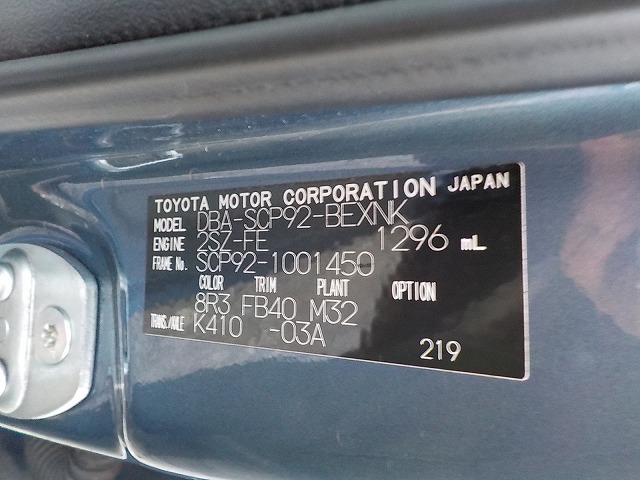 TOYOTA MOTOR CORPORATION JAPAN
MODEL DBA-SCP92-BEXNK
ENGINE 2SZ-FE 1296 mL
FRAME No. SCP92-1001450
COLOR TRIM PLANT OPTION
8R3 FB40 M32
TRANS./AXLE K410 -03A
219